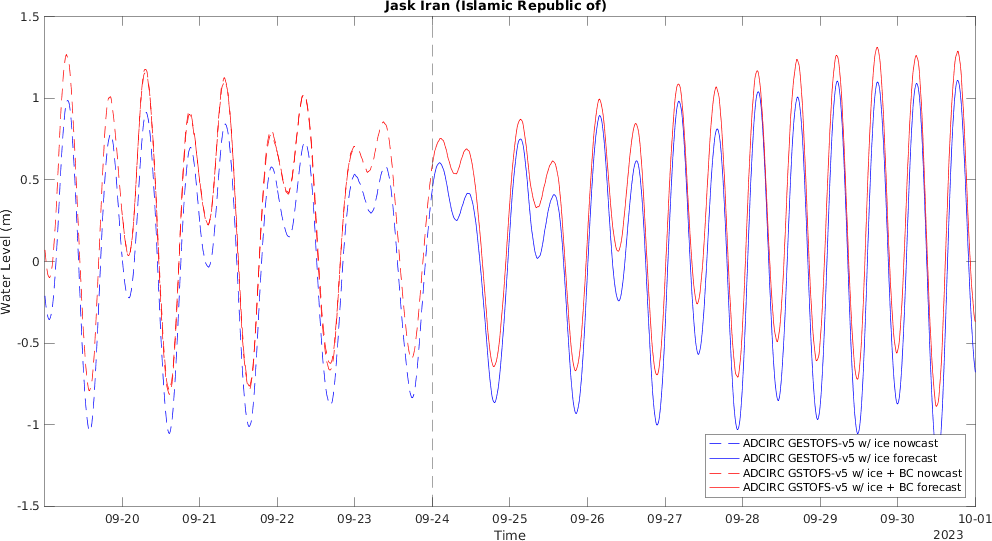 Jask Iran (Islamic Republic of)
1.5
1
0.5
0
-0.5
-1
-1.5
Water Level (m)
ADCIRC GESTOFS-v5 w/ ice nowcast
ADCIRC GESTOFS-v5 w/ ice forecast
ADCIRC GSTOFS-v5 w/ ice + BC nowcast
ADCIRC GSTOFS-v5 w/ ice + BC forecast
09-20 09-21 09-22 09-23 09-24 09-25 09-26 09-27 09-28 09-29 09-30 10-01
Time
2023